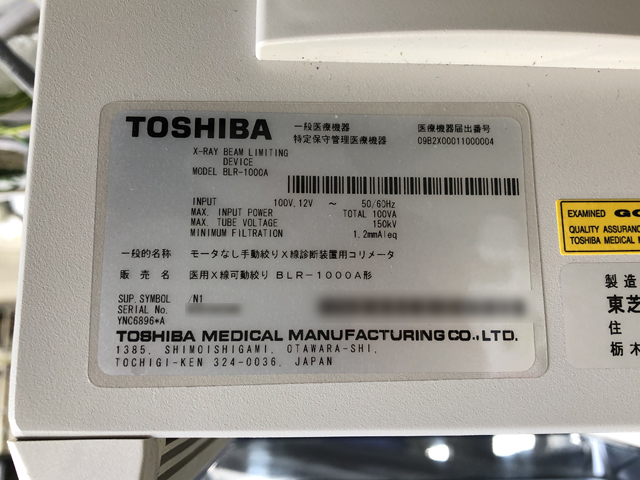 TOSHIBA
一般医療機器
特定保守管理医療機器
医療機器届出番号
09B2X00011000004
X-RAY BEAM LIMITING
DEVICE
MODEL BLR-1000A
INPUT 100V,12V ~ 50/60Hz
MAX. INPUT POWER TOTAL 100VA
MAX. TUBE VOLTAGE 150kV
MINIMUM FILTRATION 1.2mmAleq
一般的名称 モータなし手動絞りX線診断装置用コリメータ
販売名 医用X線可動絞り BLR-1000A形
SUP. SYMBOL /N1
SERIAL No.
YNC6896*A
TOSHIBA MEDICAL MANUFACTURING CO.,LTD.
1385, SHIMOISHIGAMI, OTAWARA-SHI,
TOCHIGI-KEN 324-0036, JAPAN
EXAMINED GO
QUALITY ASSURANC
TOSHIBA MEDICAL M
製造
東芝
住
栃木